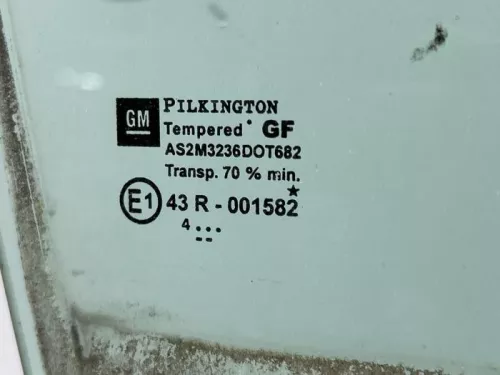 GM
PILKINGTON
Tempered GF
AS2M3236DOT682
Transp. 70 % min.
E1 43 R - 001582
4 ...
--